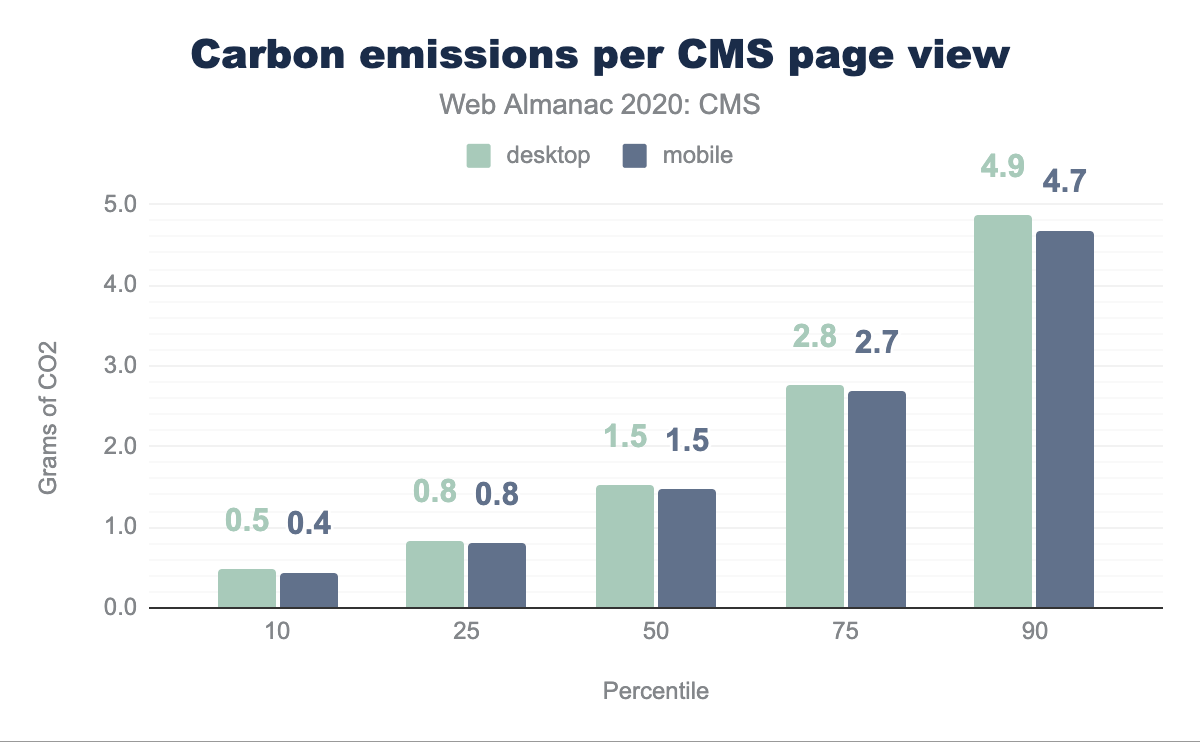 Carbon emissions per CMS page view
Web Almanac 2020: CMS
desktop mobile
4.9 4.7
5.0
4.0
2.8 2.7
3.0
Grams of CO2
2.0
1.5 1.5
0.8 0.8
1.0
0.5 0.4
0.0
10 25 50 75 90
Percentile